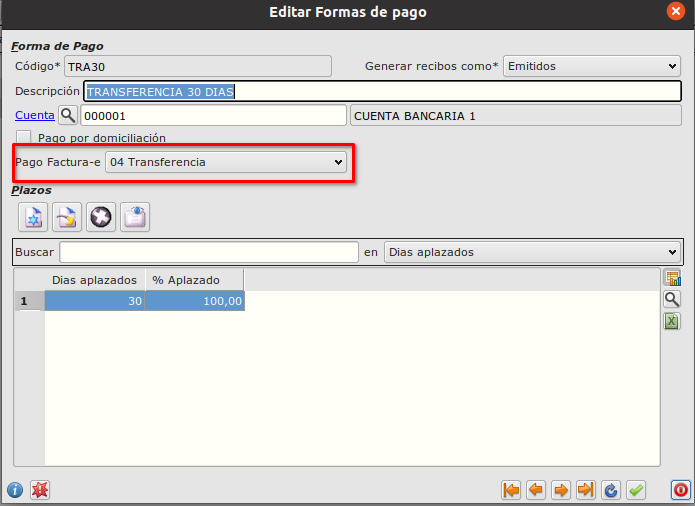 Editar Formas de pago
Forma de Pago
Código* TRA30 Generar recibos como* Emitidos
Descripción TRANSFERENCIA 30 DIAS
Cuenta 000001 CUENTA BANCARIA 1
Pago por domiciliación
Pago Factura-e 04 Transferencia
Plazos
Buscar en Dias aplazados
Dias aplazados % Aplazado
1 30 100,00